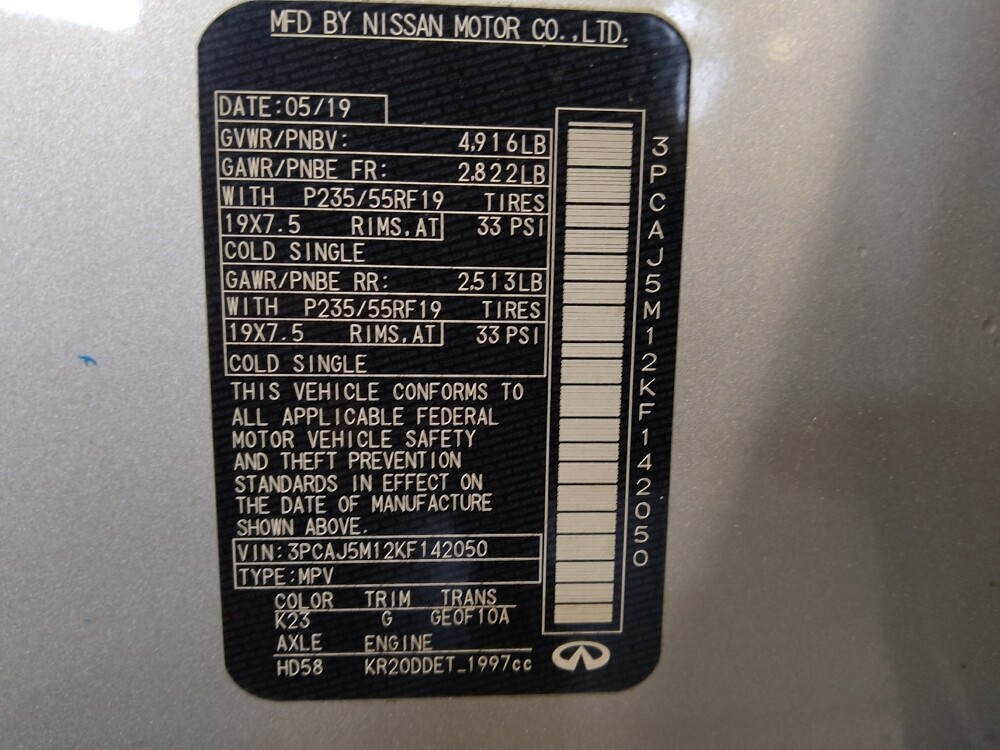 MFD BY NISSAN MOTOR CO.,LTD.
DATE:05/19
GVWR/PNBV: 4,916LB
GAWR/PNBE FR: 2,822LB
WITH P235/55RF19 TIRES
19X7.5 RIMS,AT 33 PSI
COLD SINGLE
GAWR/PNBE RR: 2,513LB
WITH P235/55RF19 TIRES
19X7.5 RIMS,AT 33 PSI
COLD SINGLE
THIS VEHICLE CONFORMS TO
ALL APPLICABLE FEDERAL
MOTOR VEHICLE SAFETY
AND THEFT PREVENTION
STANDARDS IN EFFECT ON
THE DATE OF MANUFACTURE
SHOWN ABOVE.
VIN:3PCAJ5M12KF142050
TYPE:MPV
COLOR TRIM TRANS
K23 G GE0F10A
AXLE ENGINE
HD58 KR20DDET_1997cc
3PCAJ5M12KF142050